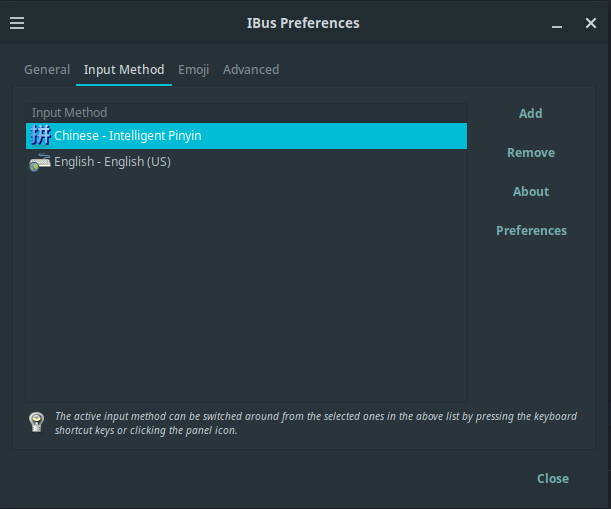 IBus Preferences
General Input Method Emoji Advanced
Input Method
拼 Chinese - Intelligent Pinyin
English - English (US)
Add
Remove
About
Preferences
The active input method can be switched around from the selected ones in the above list by pressing the keyboard
shortcut keys or clicking the panel icon.
Close